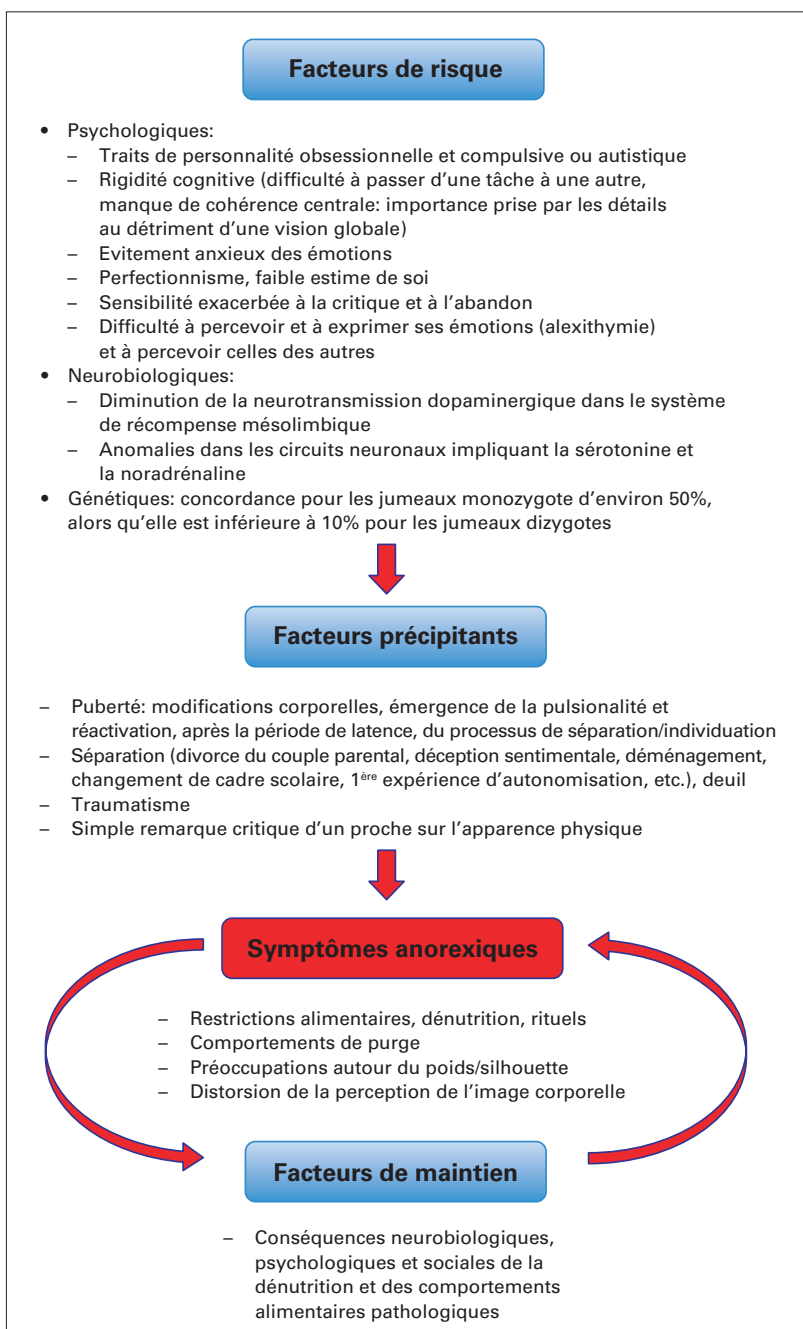 Facteurs de risque
• Psychologiques:
– Traits de personnalité obsessionnelle et compulsive ou autistique
– Rigidité cognitive (difficulté à passer d'une tâche à une autre,
manque de cohérence centrale: importance prise par les détails
au détriment d'une vision globale)
– Evitement anxieux des émotions
– Perfectionnisme, faible estime de soi
– Sensibilité exacerbée à la critique et à l'abandon
– Difficulté à percevoir et à exprimer ses émotions (alexithymie)
et à percevoir celles des autres
• Neurobiologiques:
– Diminution de la neurotransmission dopaminergique dans le système
de récompense mésolimbique
– Anomalies dans les circuits neuronaux impliquant la sérotonine et
la noradrénaline
• Génétiques: concordance pour les jumeaux monozygote d'environ 50%,
alors qu'elle est inférieure à 10% pour les jumeaux dizygotes
Facteurs précipitants
– Puberté: modifications corporelles, émergence de la pulsionalité et
réactivation, après la période de latence, du processus de séparation/individuation
– Séparation (divorce du couple parental, déception sentimentale, déménagement,
changement de cadre scolaire, 1ère expérience d'autonomisation, etc.), deuil
– Traumatisme
– Simple remarque critique d'un proche sur l'apparence physique
Symptômes anorexiques
– Restrictions alimentaires, dénutrition, rituels
– Comportements de purge
– Préoccupations autour du poids/silhouette
– Distorsion de la perception de l'image corporelle
Facteurs de maintien
– Conséquences neurobiologiques,
psychologiques et sociales de la
dénutrition et des comportements
alimentaires pathologiques